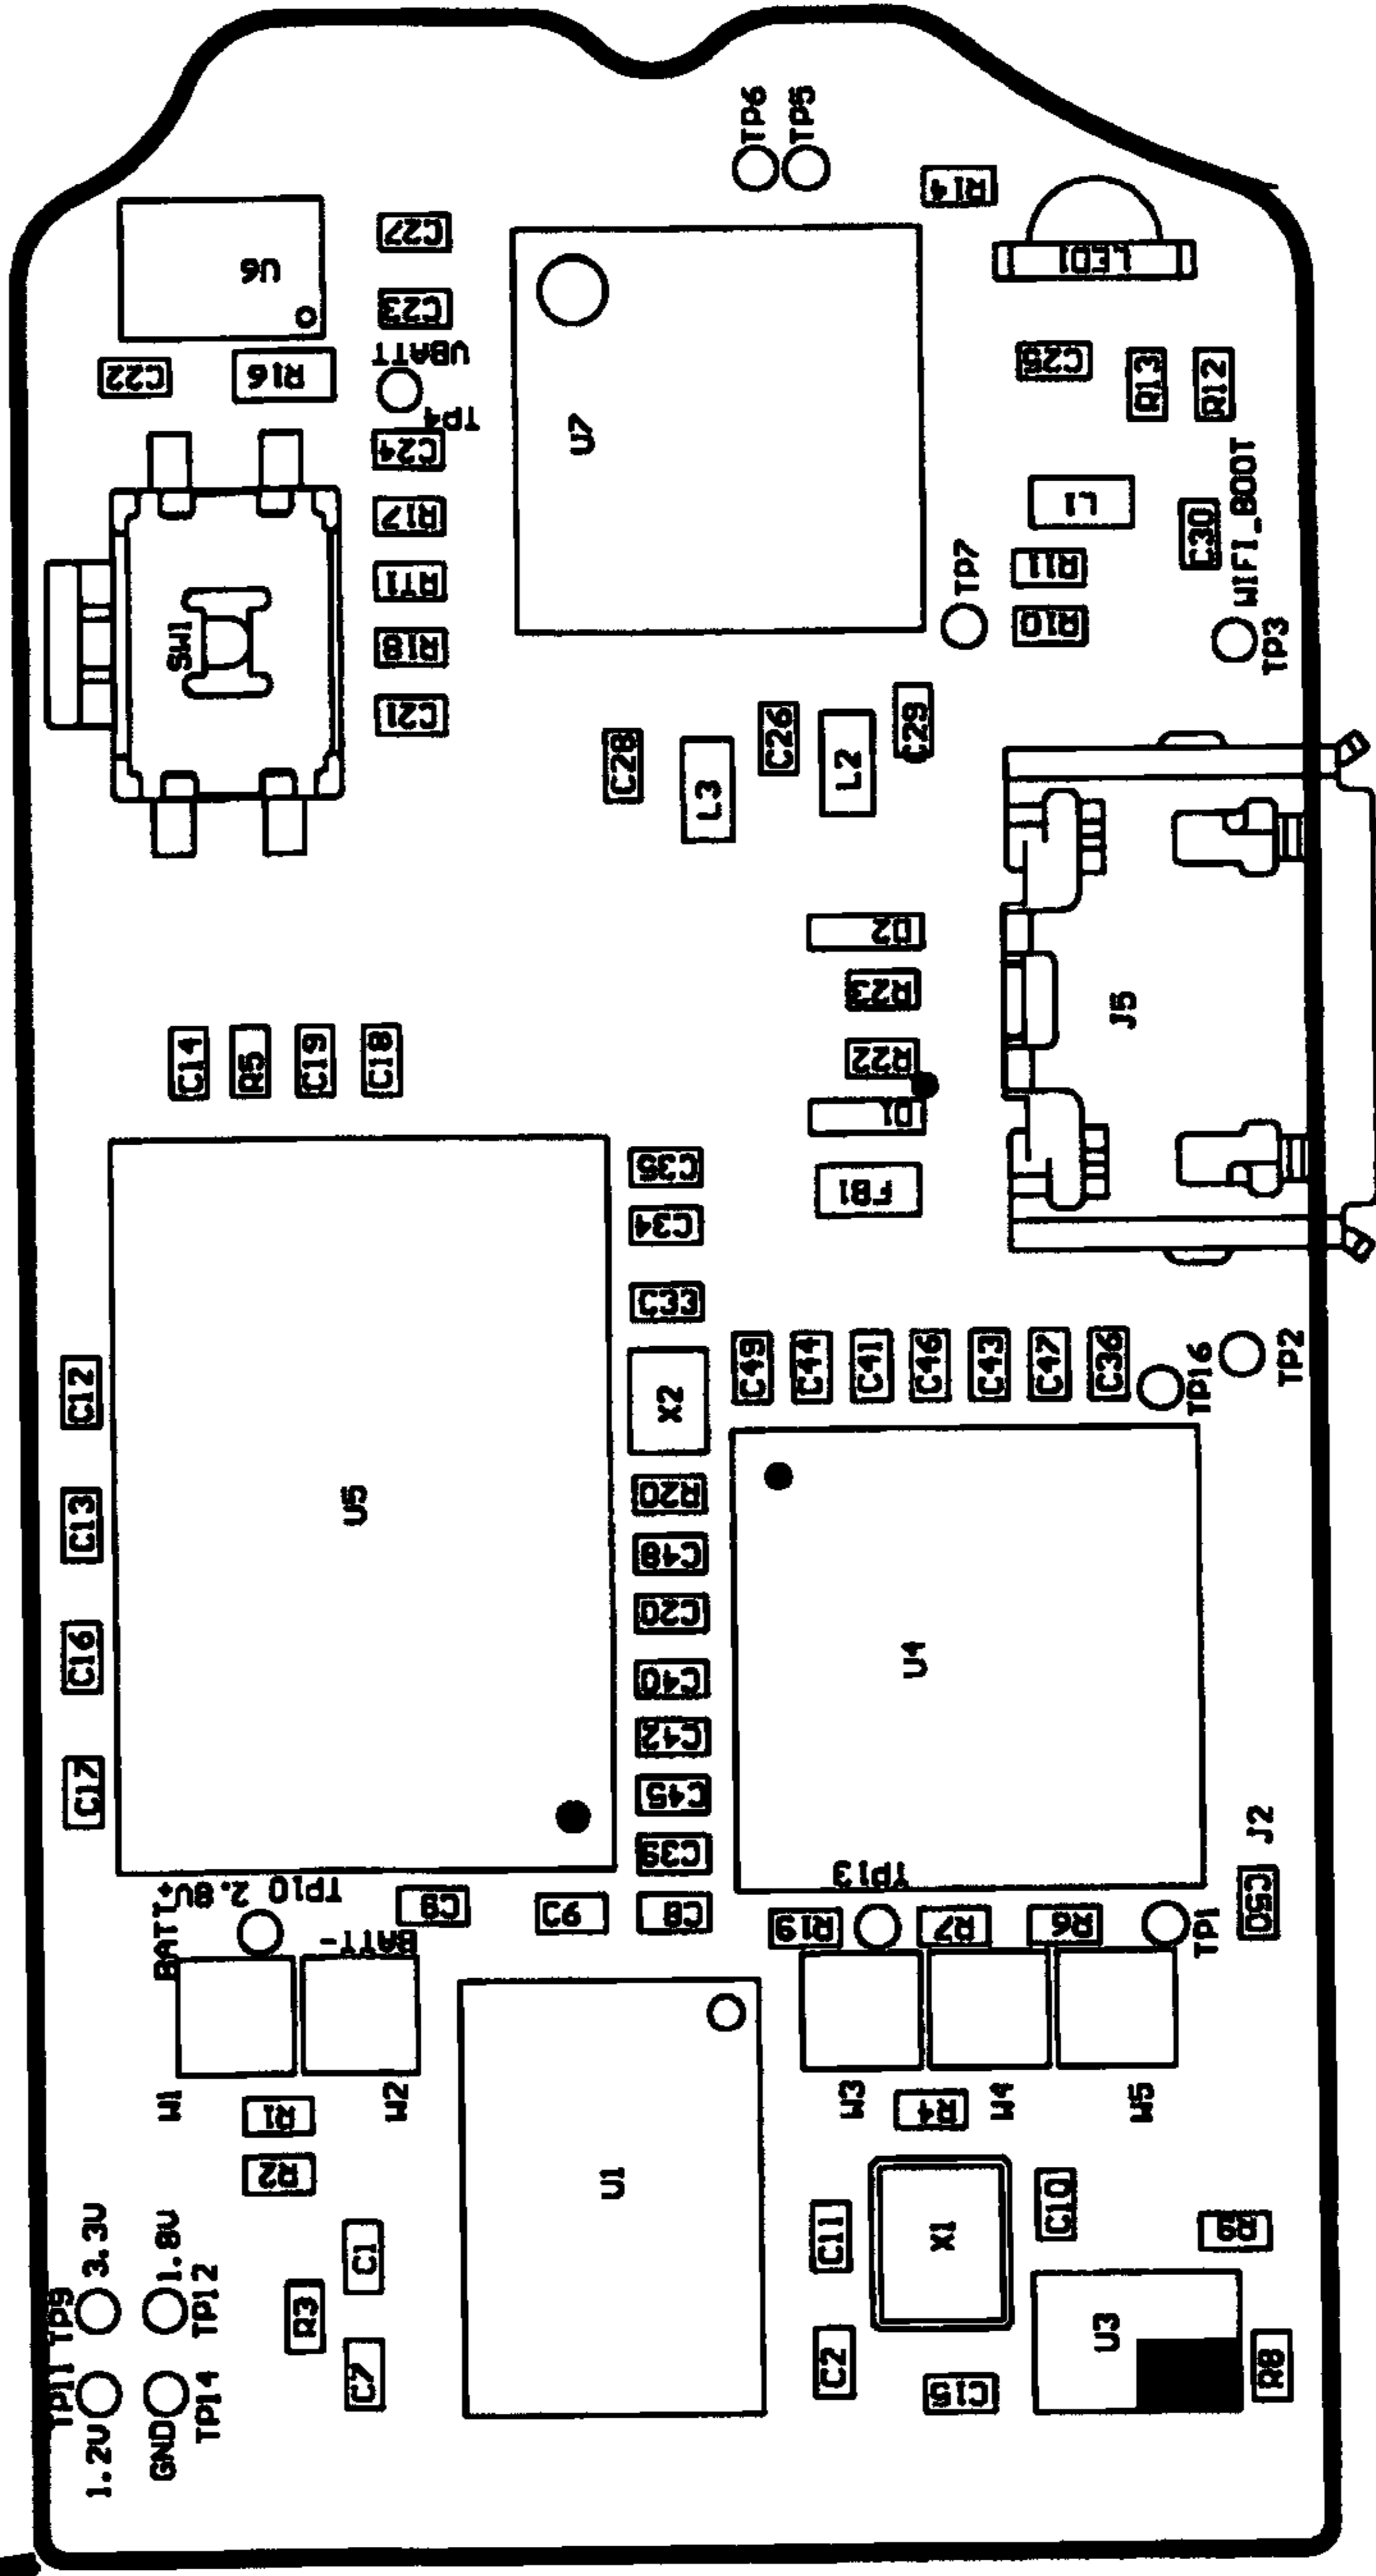 TP6
TP5
R14
C27
U6
LED1
C23
VBATT
C22
R16
C25
R13
R12
TP4
C24
U7
WIFI_BOOT
L1
R17
C30
TP7
R11
RT1
R10
SW1
R18
TP3
C21
C28
C26
C29
L3
L2
D2
R23
J5
C14
R5
C19
C18
R22
D1
C35
FB1
C34
C33
C12
X2
C49
C44
C41
C46
C43
C47
C36
TP16
TP2
C13
U5
R20
C48
C20
C16
C40
U4
C42
C17
C45
J2
C39
TP13
TP10 2.8V
BATT+
C9
C6
C8
R19
R7
R6
C50
TP1
BATT-
W1
W2
W3
R4
W4
W5
R1
R2
U1
3.3V
1.8V
C1
C11
X1
C10
R9
TP9
TP12
R3
U3
TP11
TP14
C7
C2
C15
R8
1.2V
GND